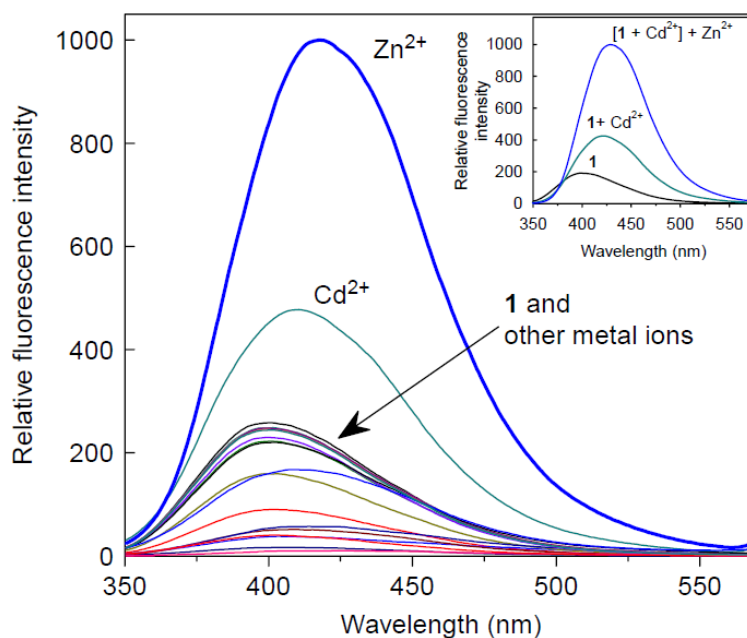 1000
800
600
400
200
0
Relative fluorescence intensity
Zn2+
Cd2+
1 and
other metal ions
350
400
450
500
550
Wavelength (nm)
1000
800
600
400
200
0
Relative fluorescence
intensity
[1 + Cd2+] + Zn2+
1+ Cd2+
1
350
400
450
500
550
Wavelength (nm)